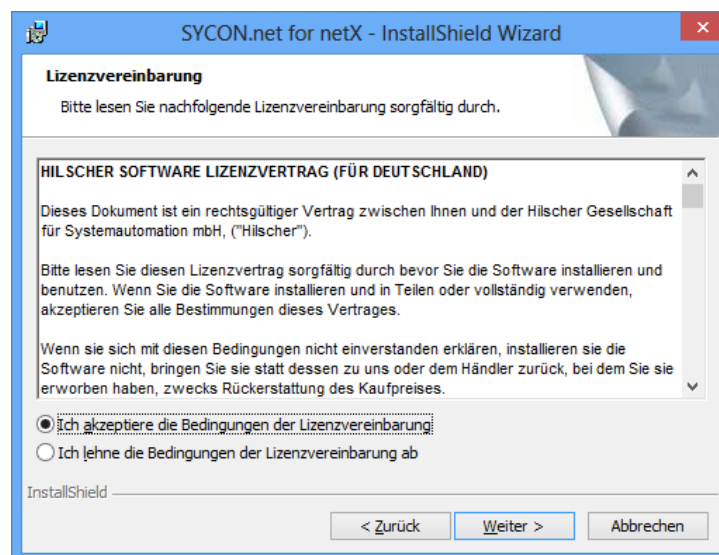 SYCON.net for netX - InstallShield Wizard
Lizenzvereinbarung
Bitte lesen Sie nachfolgende Lizenzvereinbarung sorgfältig durch.
HILSCHER SOFTWARE LIZENZVERTRAG (FÜR DEUTSCHLAND)
Dieses Dokument ist ein rechtsgültiger Vertrag zwischen Ihnen und der Hilscher Gesellschaft
für Systemautomation mbH, ("Hilscher").
Bitte lesen Sie diesen Lizenzvertrag sorgfältig durch bevor Sie die Software installieren und
benutzen. Wenn Sie die Software installieren und in Teilen oder vollständig verwenden,
akzeptieren Sie alle Bestimmungen dieses Vertrages.
Wenn sie sich mit diesen Bedingungen nicht einverstanden erklären, installieren sie die
Software nicht, bringen Sie sie statt dessen zu uns oder dem Händler zurück, bei dem Sie sie
erworben haben, zwecks Rückerstattung des Kaufpreises.
Ich akzeptiere die Bedingungen der Lizenzvereinbarung
Ich lehne die Bedingungen der Lizenzvereinbarung ab
InstallShield
< Zurück
Weiter >
Abbrechen